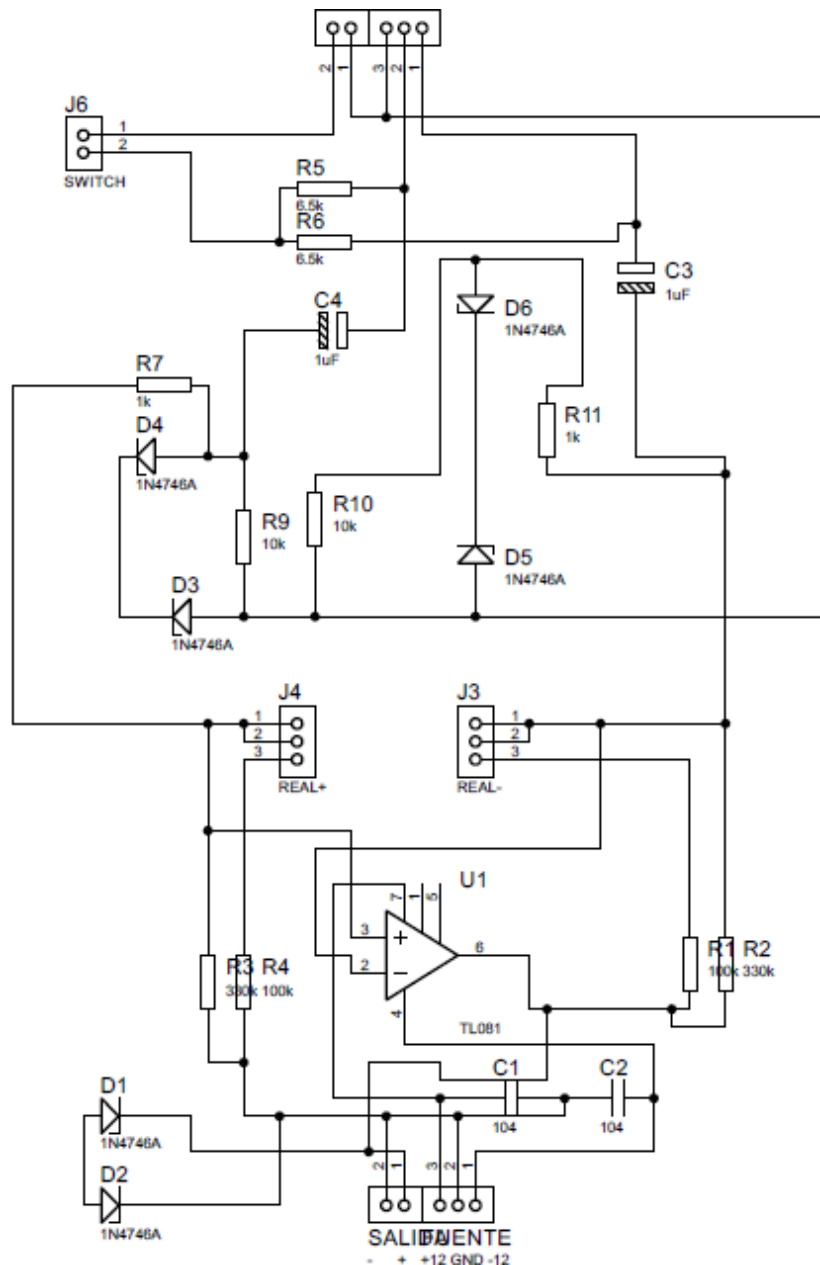 2 1 3 2 1
J6
1
2
SWITCH
R5
6.5k
R6
6.5k
C3
1uF
C4
1uF
D6
1N4746A
R7
1k
D4
1N4746A
R11
1k
R9
10k
R10
10k
D5
1N4746A
D3
1N4746A
J4
1
2
3
REAL+
J3
1
2
3
REAL-
U1
7 1 5
3 +
2 −
6
4
TL081
R3 R4
330k 100k
R1 R2
100k 330k
C1
104
C2
104
D1
1N4746A
D2
1N4746A
2 1 3 2 1
SALIDA FUENTE
- + +12 GND -12